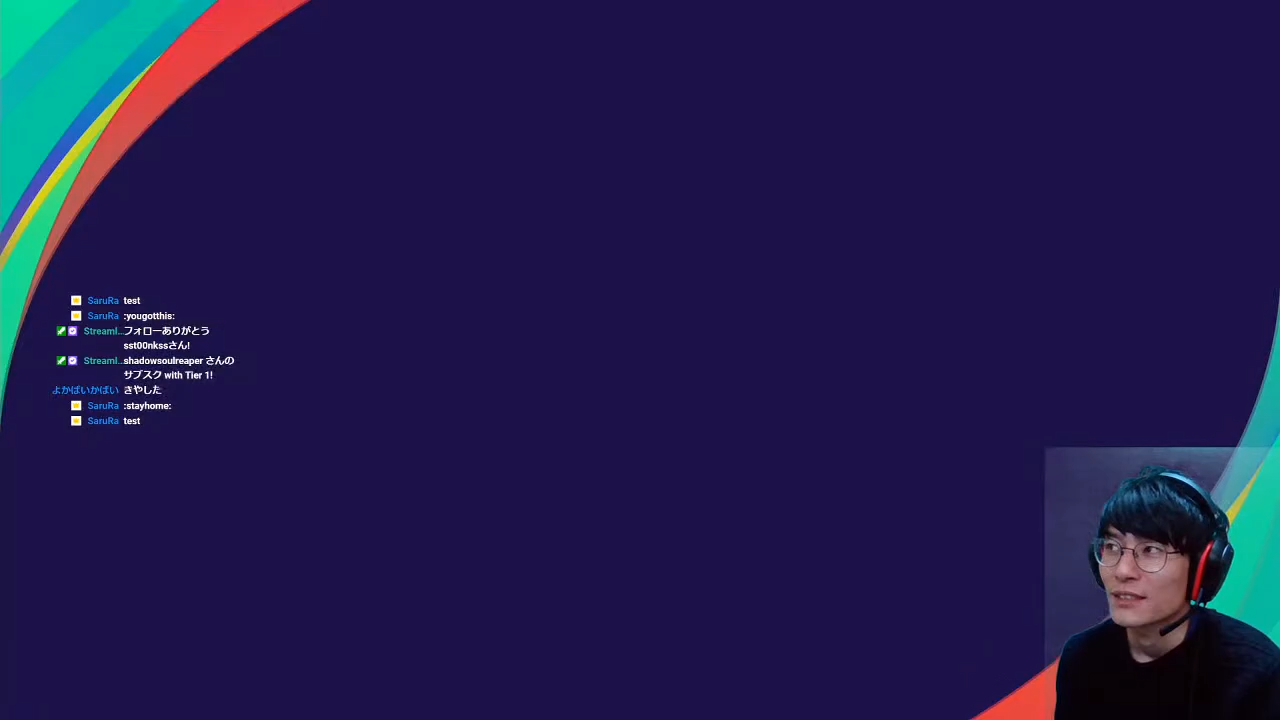 SaruRa test
SaruRa :yougotthis:
Streaml...フォローありがとう
sst00nkssさん!
Streaml...shadowsoulreaper さんの
サブスク with Tier 1!
よかばいかばい きやした
SaruRa :stayhome:
SaruRa test